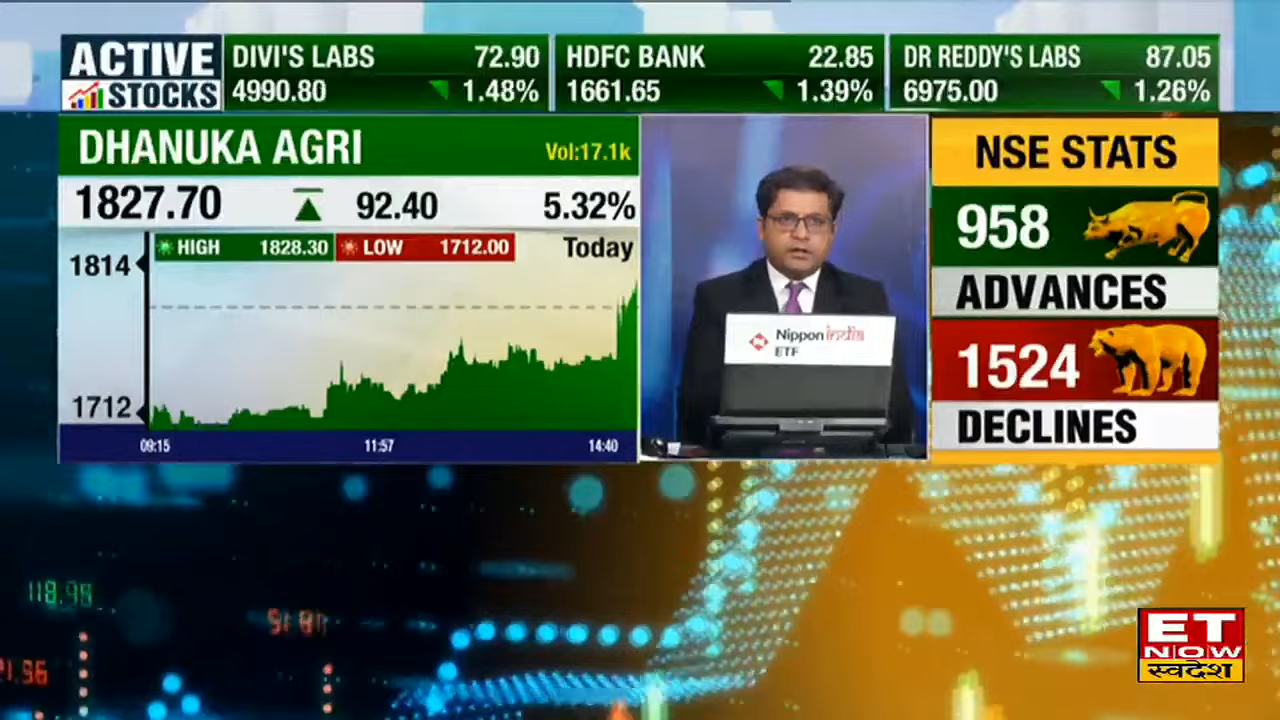 ACTIVE
STOCKS
DIVI'S LABS 72.90
4990.80 1.48%
HDFC BANK 22.85
1661.65 1.39%
DR REDDY'S LABS 87.05
6975.00 1.26%
DHANUKA AGRI Vol:17.1k
1827.70 92.40 5.32%
HIGH 1828.30 LOW 1712.00 Today
1814
1712
09:15 11:57 14:40
Nippon india
ETF
NSE STATS
958
ADVANCES
1524
DECLINES
118.98
ET
NOW
स्वदेश